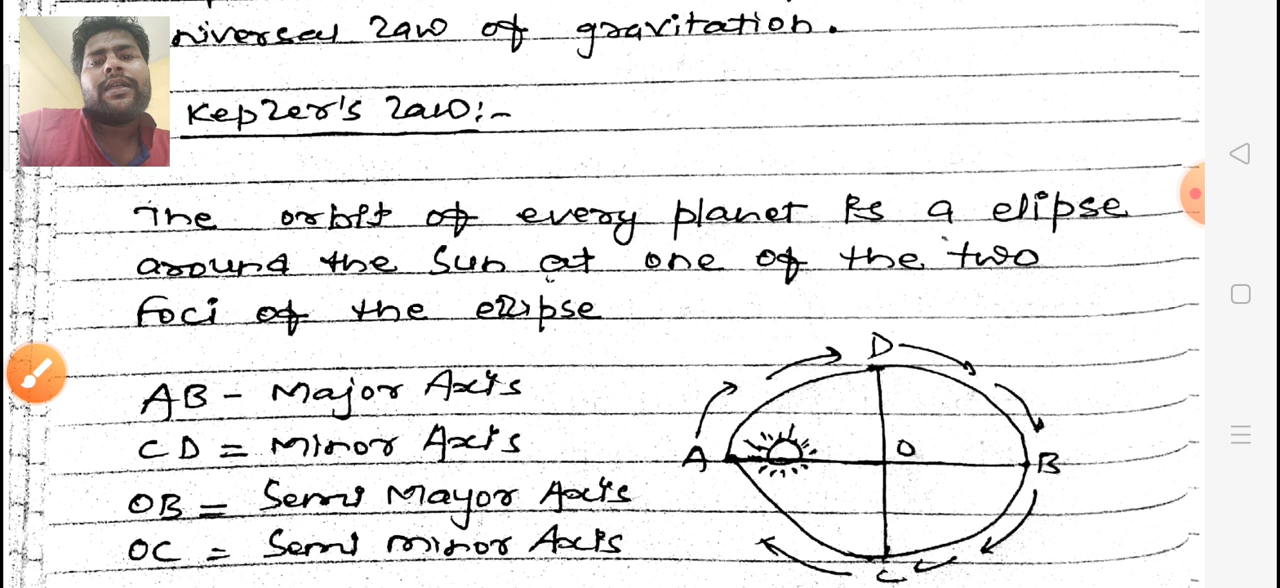 niversal law of gravitation.
Kepler's law:-
The orbit of every planet is a elipse
around the Sun at one of the two
foci of the ellipse
D
AB - Major Axis
CD = Minor Axis
A
O
B
OB = Semi Mayor Axis
OC = Semi minor Axis
C